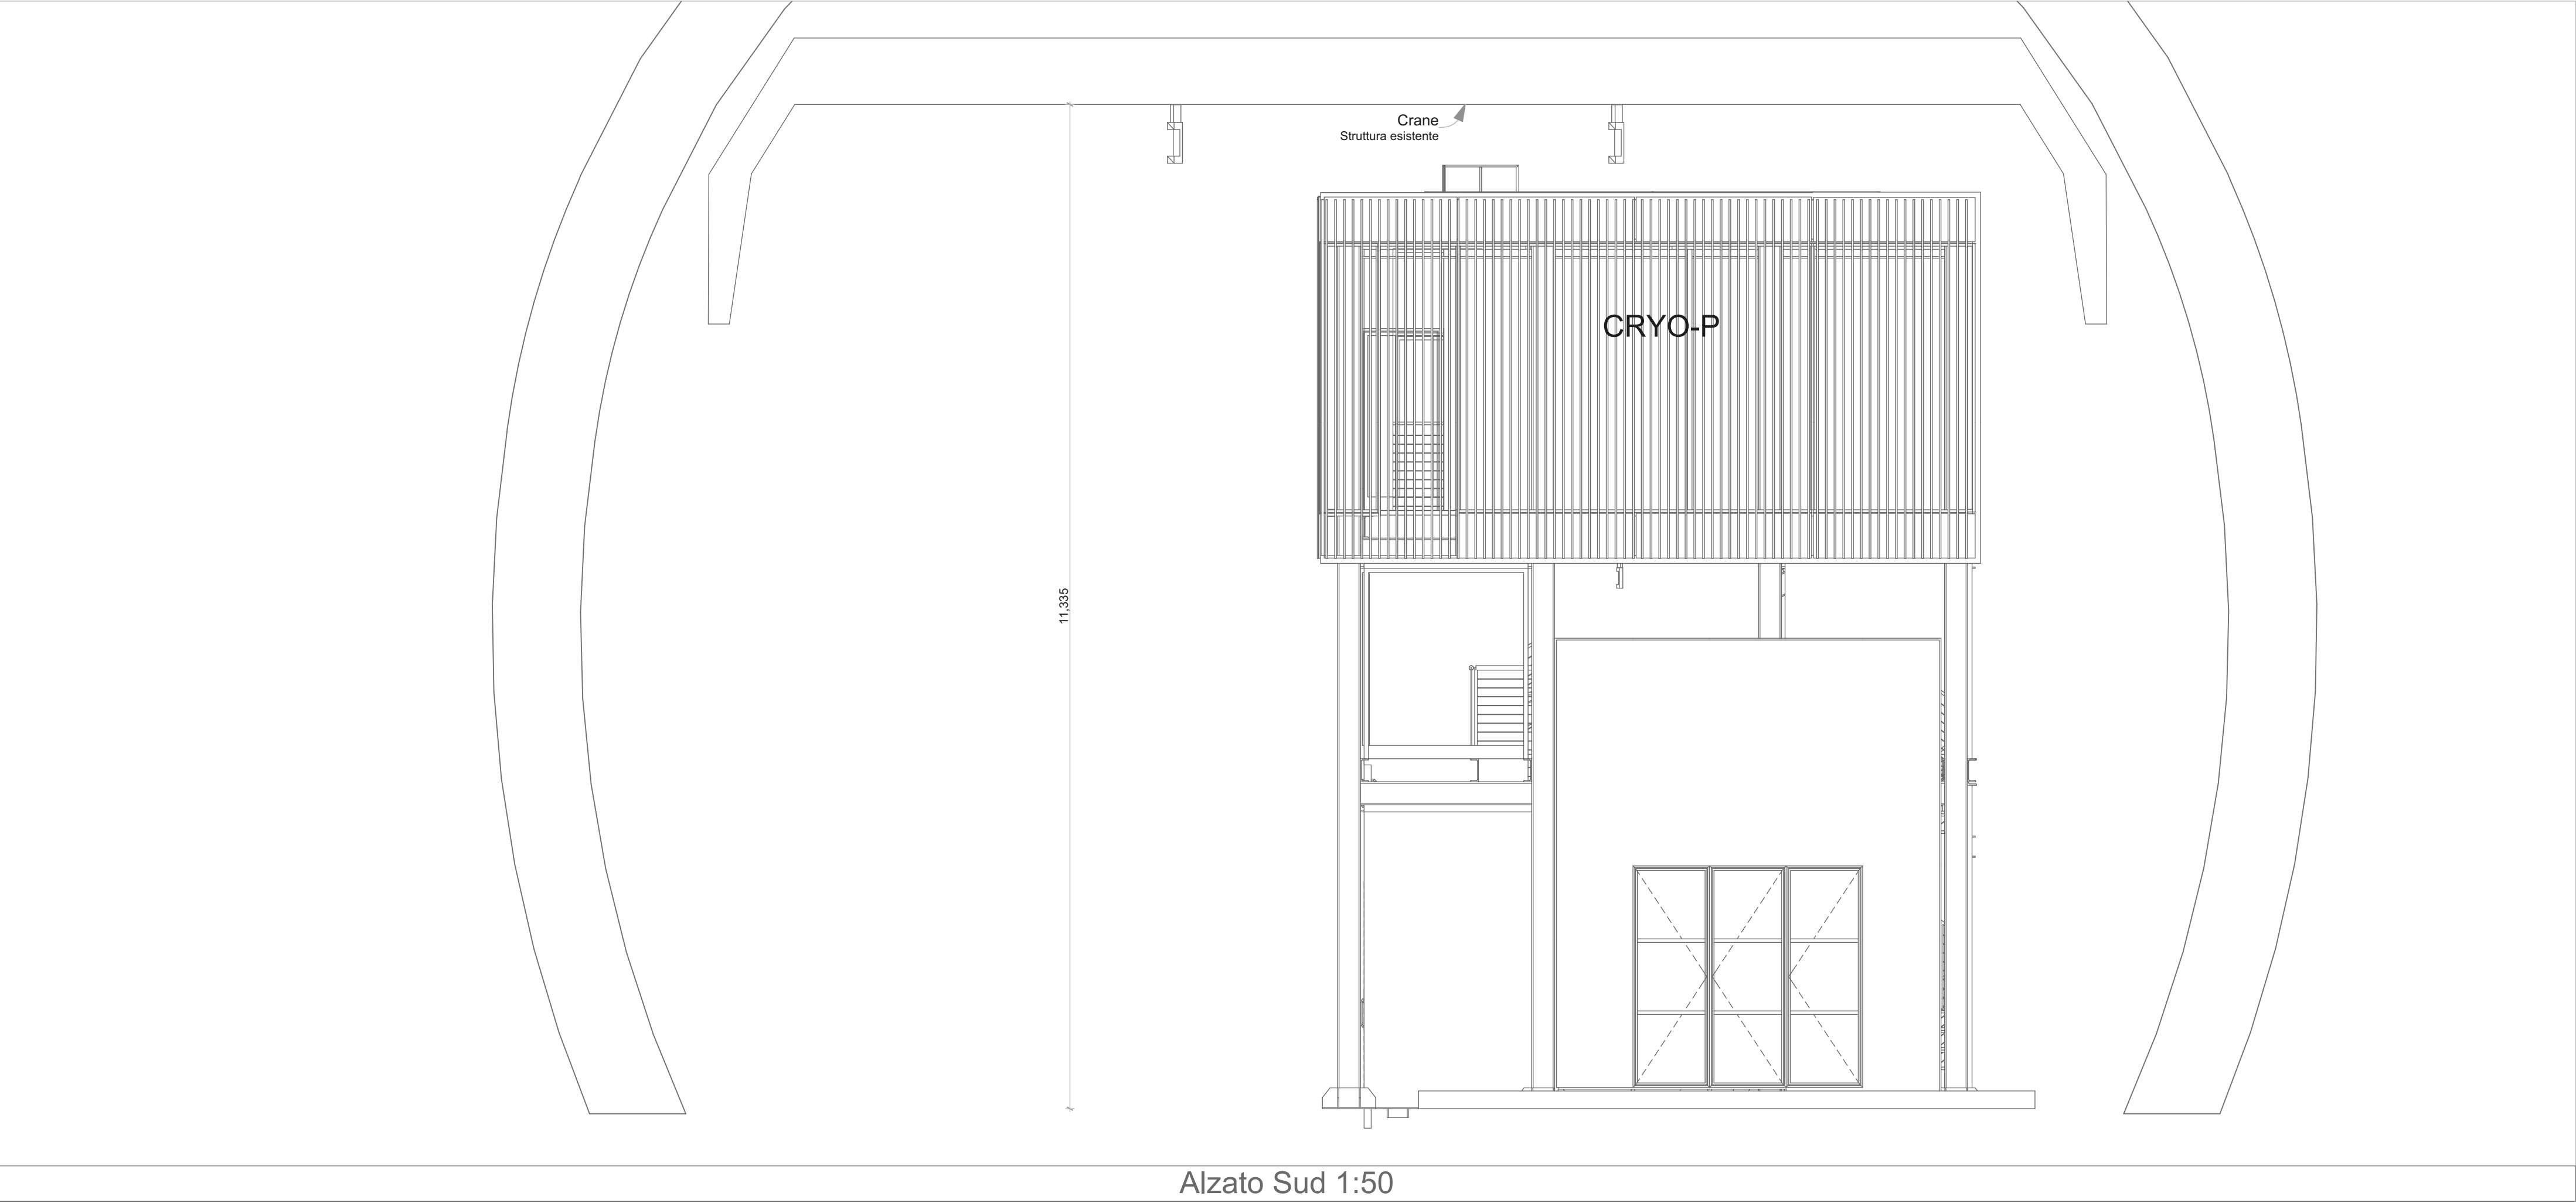 Crane
Struttura esistente
CRYO-P
11,335
Alzato Sud 1:50